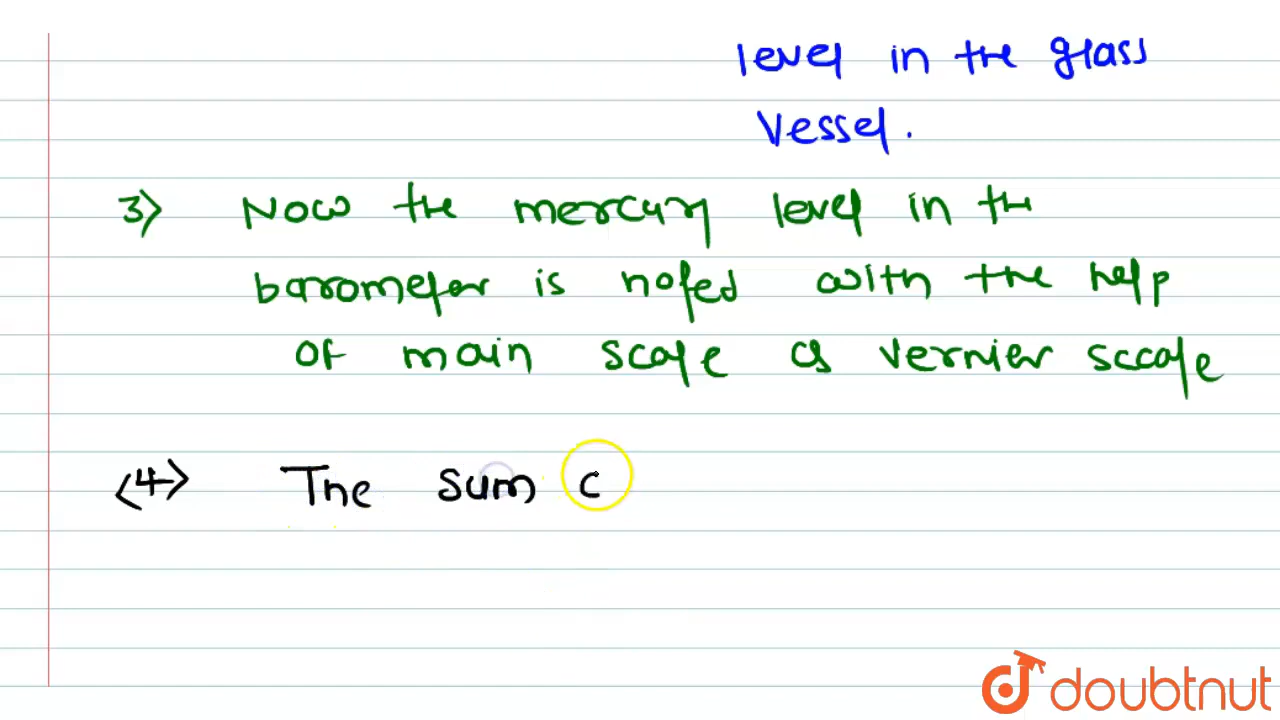 level in the glass
Vessel.
3) Now the mercury level in the
barometer is noted with the help
of main scale & vernier sccale
<4> The sum c
doubtnut